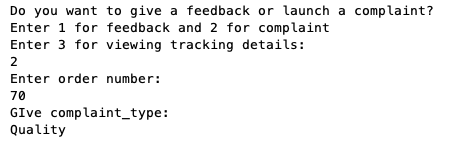 Do you want to give a feedback or launch a complaint?
Enter 1 for feedback and 2 for complaint
Enter 3 for viewing tracking details:
2
Enter order number:
70
GIve complaint_type:
Quality